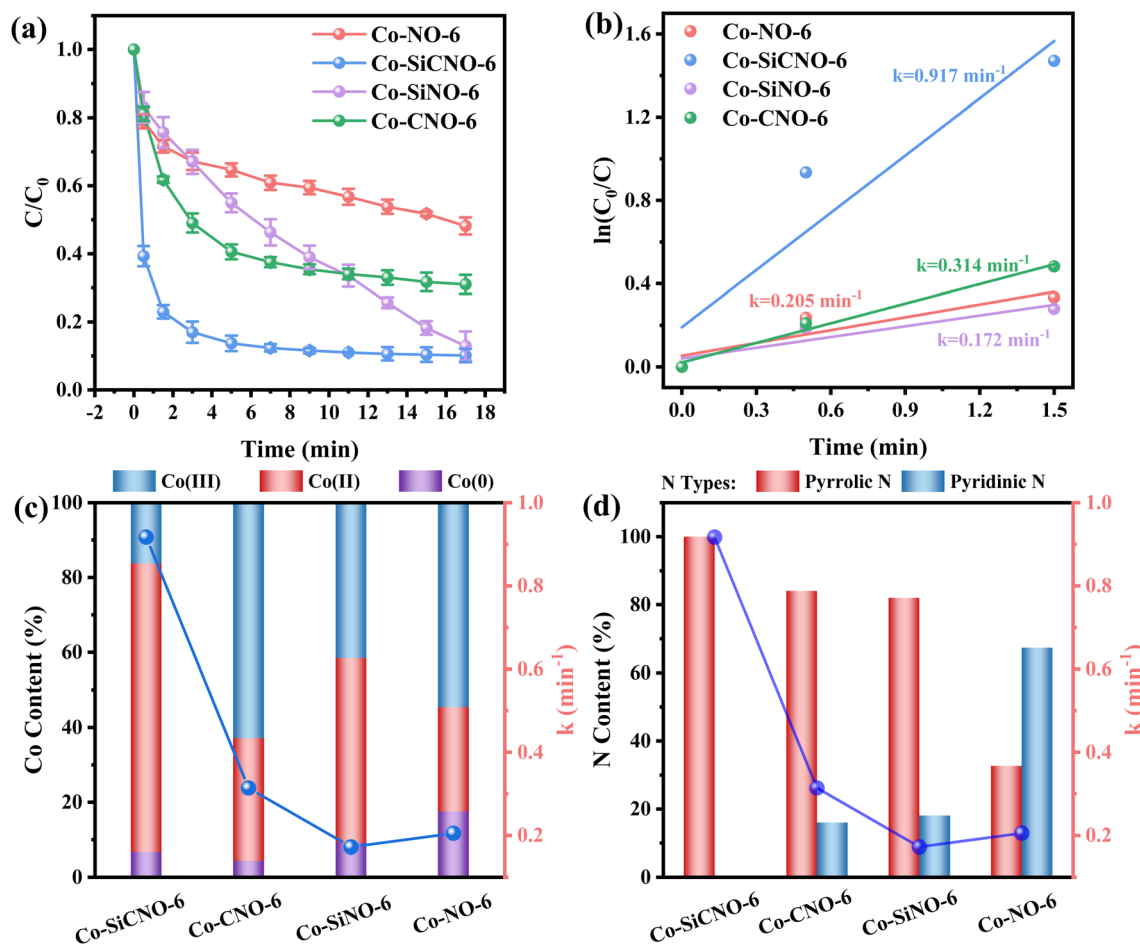 (a)
Co-NO-6
Co-SiCNO-6
Co-SiNO-6
Co-CNO-6
1.0
0.8
0.6
0.4
0.2
0.0
C/C0
-2 0 2 4 6 8 10 12 14 16 18
Time (min)
(b)
Co-NO-6
Co-SiCNO-6
Co-SiNO-6
Co-CNO-6
k=0.917 min-1
k=0.314 min-1
k=0.205 min-1
k=0.172 min-1
1.6
1.2
0.8
0.4
0.0
ln(C0/C)
0.0 0.3 0.6 0.9 1.2 1.5
Time (min)
Co(III) Co(II) Co(0)
(c)
100
80
60
40
20
0
Co Content (%)
1.0
0.8
0.6
0.4
0.2
k (min-1)
Co-SiCNO-6 Co-CNO-6 Co-SiNO-6 Co-NO-6
N Types: Pyrrolic N Pyridinic N
(d)
100
80
60
40
20
0
N Content (%)
1.0
0.8
0.6
0.4
0.2
k (min-1)
Co-SiCNO-6 Co-CNO-6 Co-SiNO-6 Co-NO-6